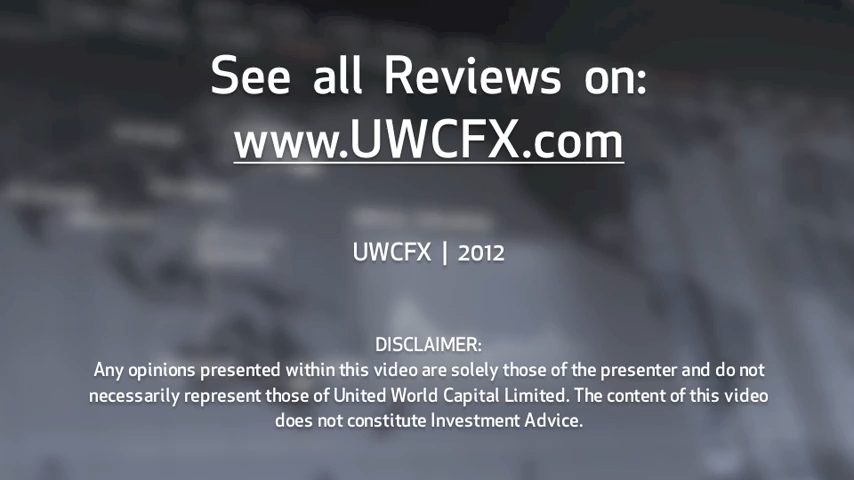 See all Reviews on:
www.UWCFX.com
UWCFX | 2012
DISCLAIMER:
Any opinions presented within this video are solely those of the presenter and do not
necessarily represent those of United World Capital Limited. The content of this video
does not constitute Investment Advice.